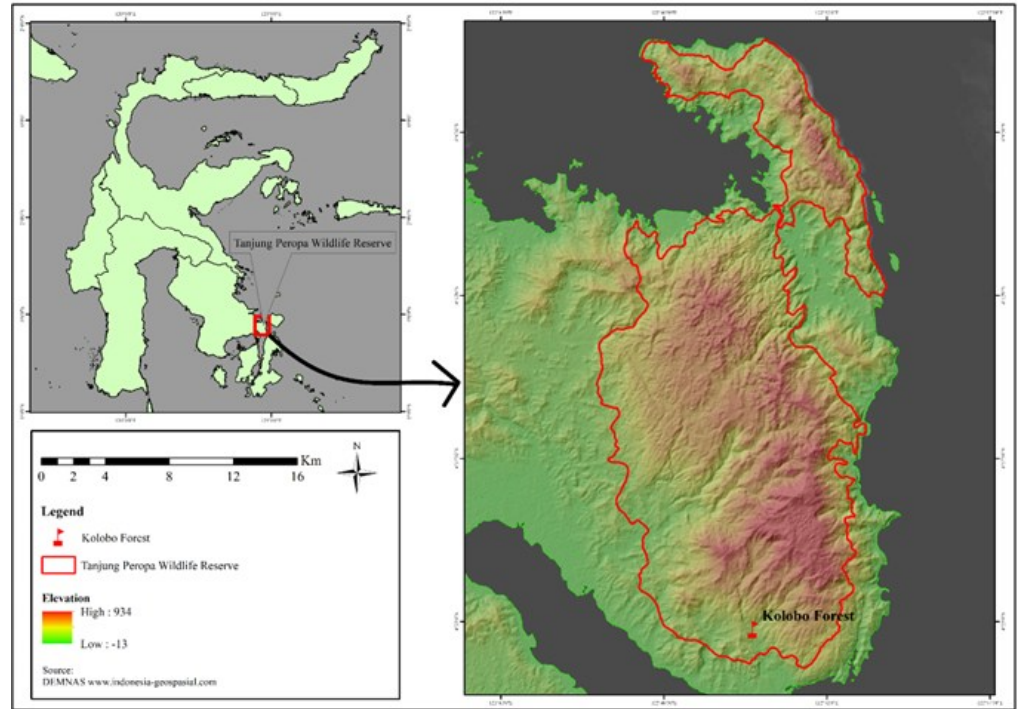 Tanjung Peropa Wildlife Reserve
Km
0 2 4 8 12 16
N
Legend
Kolobo Forest
Tanjung Peropa Wildlife Reserve
Elevation
High : 934
Low : -13
Source:
DEMNAS www.indonesia-geospasial.com
Kolobo Forest